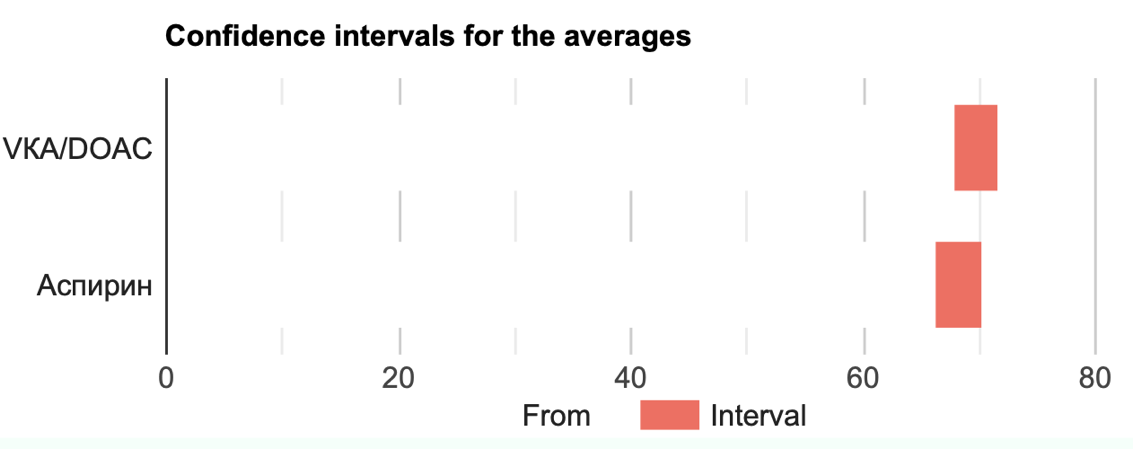 Confidence intervals for the averages
VKA/DOAC
Аспирин
0 20 40 60 80
From Interval